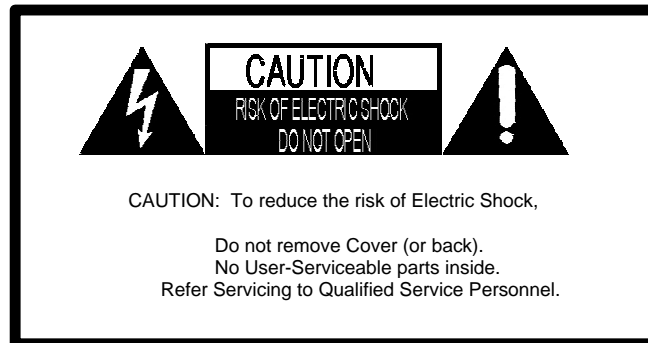 CAUTION
RISK OF ELECTRIC SHOCK
DO NOT OPEN
CAUTION: To reduce the risk of Electric Shock,
Do not remove Cover (or back).
No User-Serviceable parts inside.
Refer Servicing to Qualified Service Personnel.